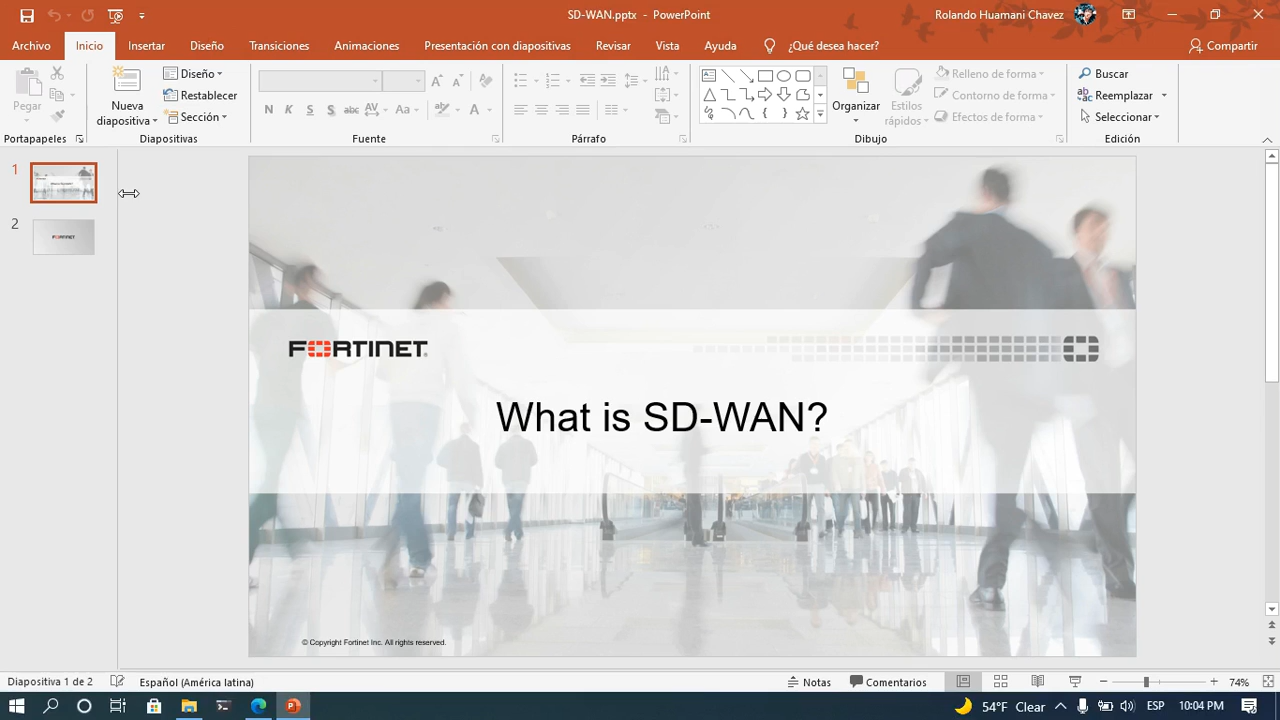 SD-WAN.pptx - PowerPoint
Rolando Huamani Chavez
Archivo Inicio Insertar Diseño Transiciones Animaciones Presentación con diapositivas Revisar Vista Ayuda ¿Qué desea hacer? Compartir
Pegar
Nueva diapositiva
Diseño
Restablecer
Sección
N K S S abc AV Aa A
Organizar
Estilos rápidos
Relleno de forma
Contorno de forma
Efectos de forma
Buscar
Reemplazar
Seleccionar
Portapapeles Diapositivas Fuente Párrafo Dibujo Edición
1
2
FORTINET
FORTINET
What is SD-WAN?
© Copyright Fortinet Inc. All rights reserved.
Diapositiva 1 de 2 Español (América latina) Notas Comentarios 74%
54°F Clear ESP 10:04 PM